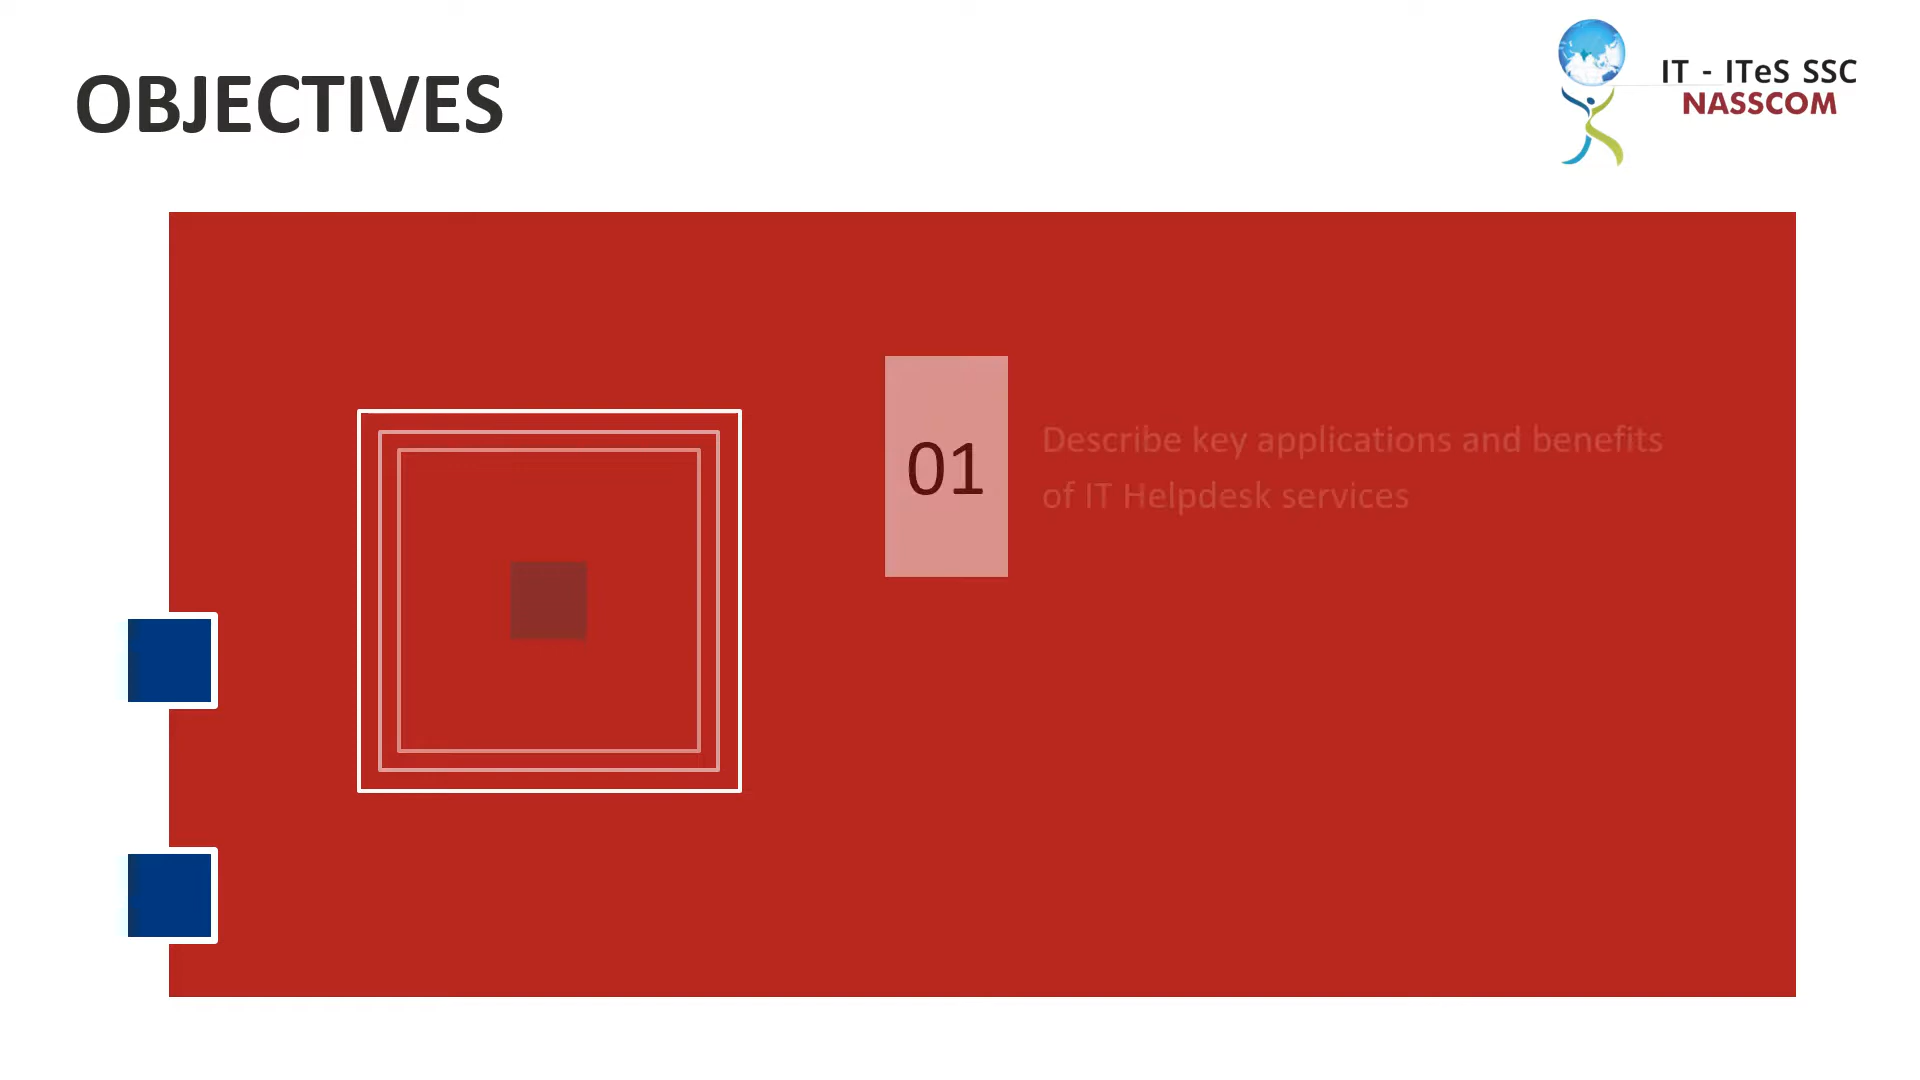 OBJECTIVES
IT - ITeS SSC
NASSCOM
01
Describe key applications and benefits
of IT Helpdesk services